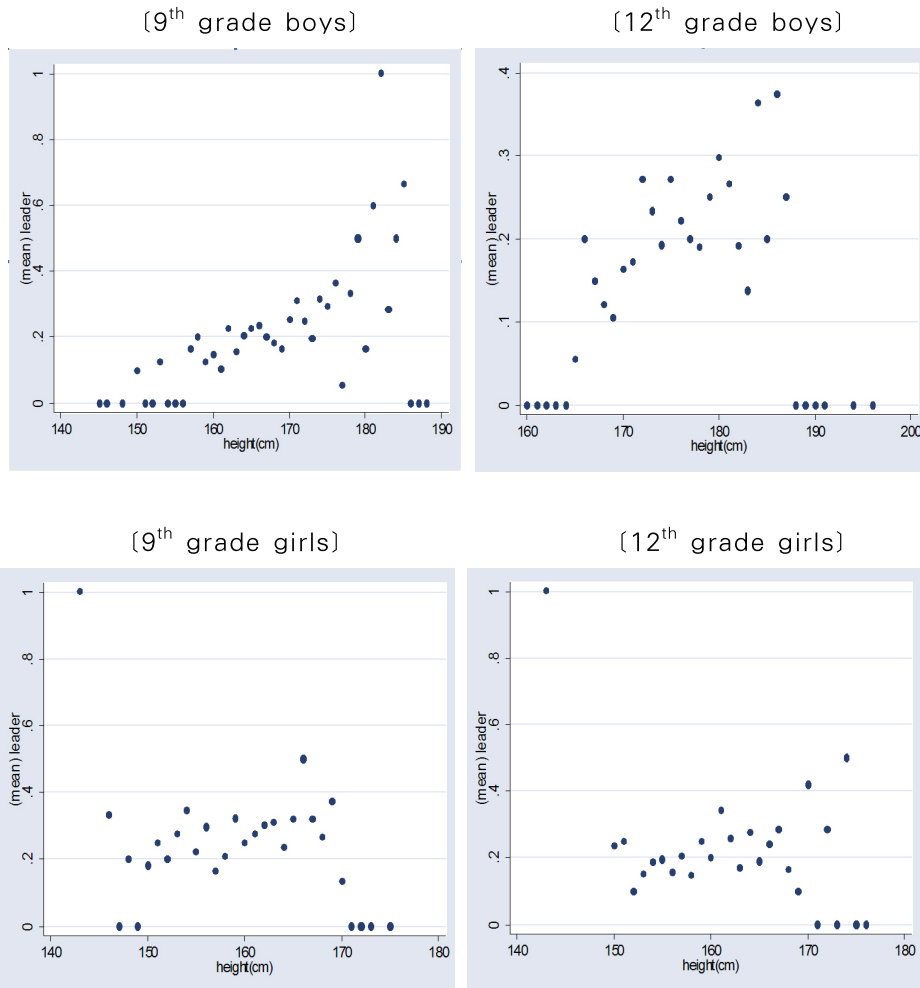 〔9th grade boys〕
〔12th grade boys〕
(mean) leader
1
.8
.6
.4
.2
0
140 150 160 170 180 190
height(cm)
(mean) leader
.4
.3
.2
.1
0
160 170 180 190 200
height(cm)
〔9th grade girls〕
〔12th grade girls〕
(mean) leader
1
.8
.6
.4
.2
0
140 150 160 170 180
height(cm)
(mean) leader
1
.8
.6
.4
.2
0
140 150 160 170 180
height(cm)